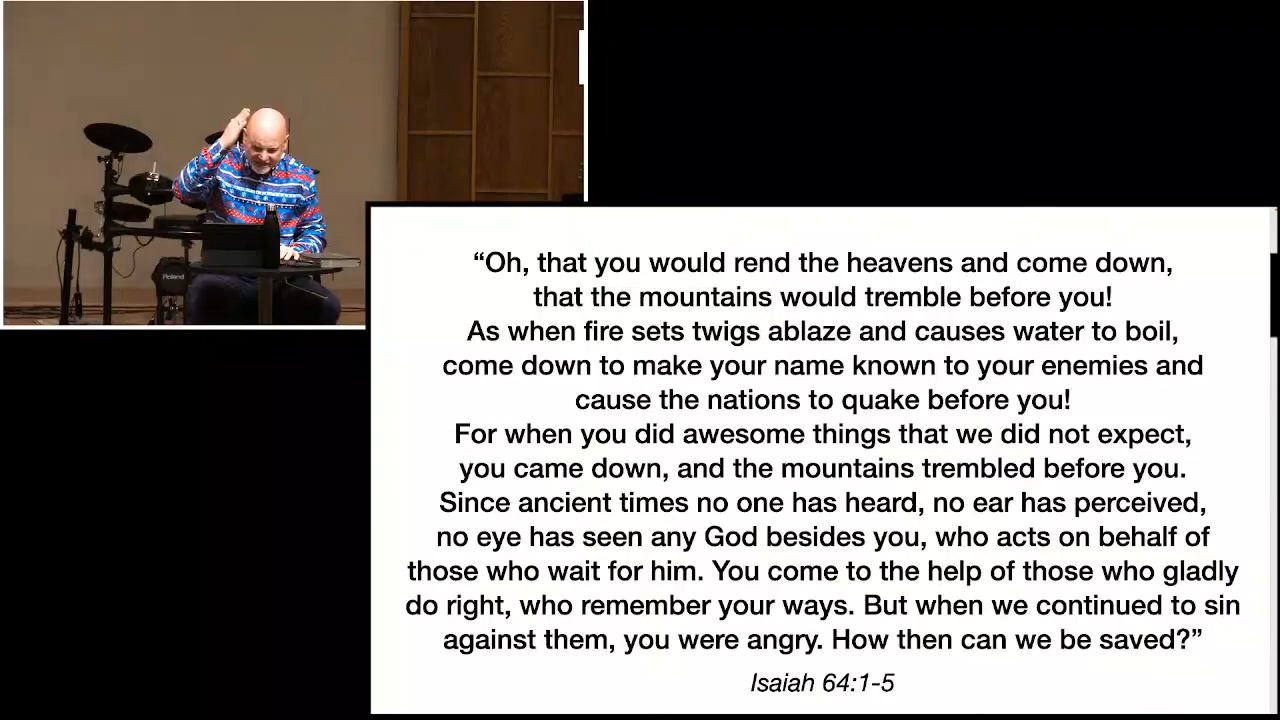 Roland
“Oh, that you would rend the heavens and come down,
that the mountains would tremble before you!
As when fire sets twigs ablaze and causes water to boil,
come down to make your name known to your enemies and
cause the nations to quake before you!
For when you did awesome things that we did not expect,
you came down, and the mountains trembled before you.
Since ancient times no one has heard, no ear has perceived,
no eye has seen any God besides you, who acts on behalf of
those who wait for him. You come to the help of those who gladly
do right, who remember your ways. But when we continued to sin
against them, you were angry. How then can we be saved?”
Isaiah 64:1-5